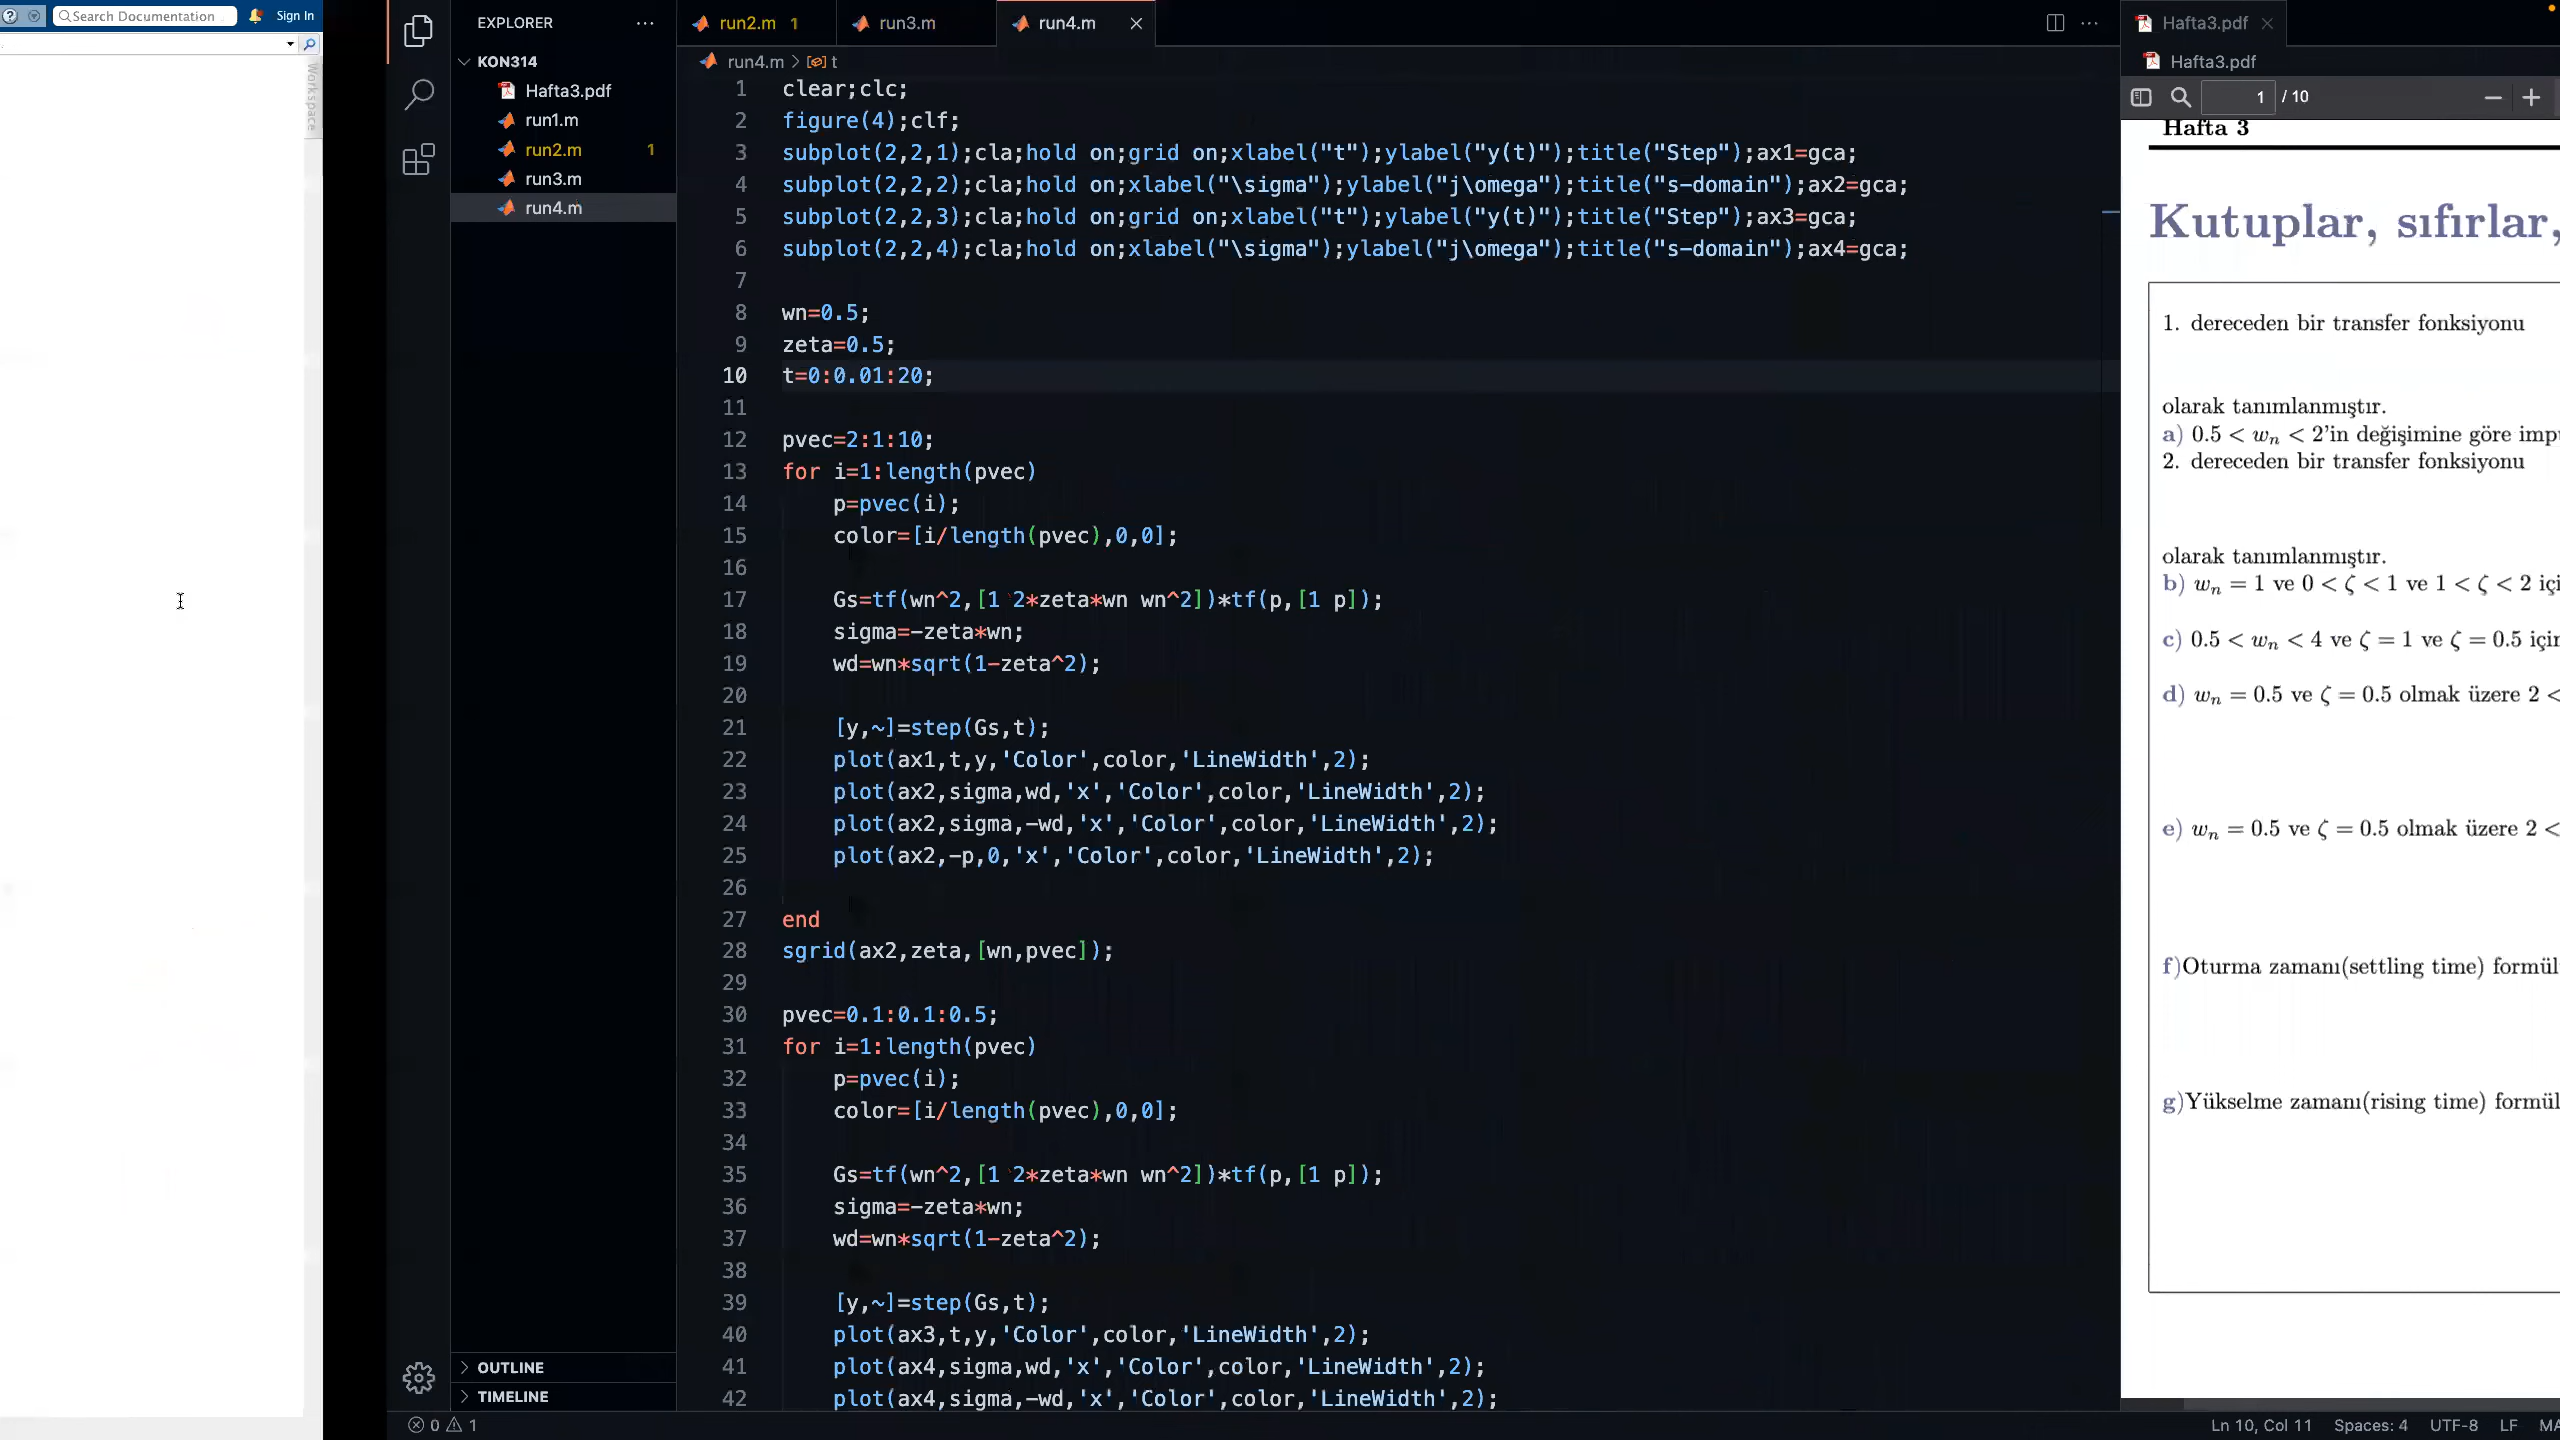 Search Documentation
Sign In
Workspace
EXPLORER
KON314
Hafta3.pdf
run1.m
run2.m 1
run3.m
run4.m
OUTLINE
TIMELINE
run2.m 1
run3.m
run4.m
run4.m > t
1 clear;clc;
2 figure(4);clf;
3 subplot(2,2,1);cla;hold on;grid on;xlabel("t");ylabel("y(t)");title("Step");ax1=gca;
4 subplot(2,2,2);cla;hold on;xlabel("\sigma");ylabel("j\omega");title("s-domain");ax2=gca;
5 subplot(2,2,3);cla;hold on;grid on;xlabel("t");ylabel("y(t)");title("Step");ax3=gca;
6 subplot(2,2,4);cla;hold on;xlabel("\sigma");ylabel("j\omega");title("s-domain");ax4=gca;
7
8 wn=0.5;
9 zeta=0.5;
10 t=0:0.01:20;
11
12 pvec=2:1:10;
13 for i=1:length(pvec)
14 p=pvec(i);
15 color=[i/length(pvec),0,0];
16
17 Gs=tf(wn^2,[1 2*zeta*wn wn^2])*tf(p,[1 p]);
18 sigma=-zeta*wn;
19 wd=wn*sqrt(1-zeta^2);
20
21 [y,~]=step(Gs,t);
22 plot(ax1,t,y,'Color',color,'LineWidth',2);
23 plot(ax2,sigma,wd,'x','Color',color,'LineWidth',2);
24 plot(ax2,sigma,-wd,'x','Color',color,'LineWidth',2);
25 plot(ax2,-p,0,'x','Color',color,'LineWidth',2);
26
27 end
28 sgrid(ax2,zeta,[wn,pvec]);
29
30 pvec=0.1:0.1:0.5;
31 for i=1:length(pvec)
32 p=pvec(i);
33 color=[i/length(pvec),0,0];
34
35 Gs=tf(wn^2,[1 2*zeta*wn wn^2])*tf(p,[1 p]);
36 sigma=-zeta*wn;
37 wd=wn*sqrt(1-zeta^2);
38
39 [y,~]=step(Gs,t);
40 plot(ax3,t,y,'Color',color,'LineWidth',2);
41 plot(ax4,sigma,wd,'x','Color',color,'LineWidth',2);
42 plot(ax4,sigma,-wd,'x','Color',color,'LineWidth',2);
Hafta3.pdf
Hafta3.pdf
1 / 10
Hafta 3
Kutuplar, sıfırlar,
1. dereceden bir transfer fonksiyonu
olarak tanımlanmıştır.
a) 0.5 < wn < 2'in değişimine göre imp
2. dereceden bir transfer fonksiyonu
olarak tanımlanmıştır.
b) wn = 1 ve 0 < ζ < 1 ve 1 < ζ < 2 içi
c) 0.5 < wn < 4 ve ζ = 1 ve ζ = 0.5 için
d) wn = 0.5 ve ζ = 0.5 olmak üzere 2 <
e) wn = 0.5 ve ζ = 0.5 olmak üzere 2 <
f)Oturma zamanı(settling time) formül
g)Yükselme zamanı(rising time) formül
0 1
Ln 10, Col 11 Spaces: 4 UTF-8 LF MA